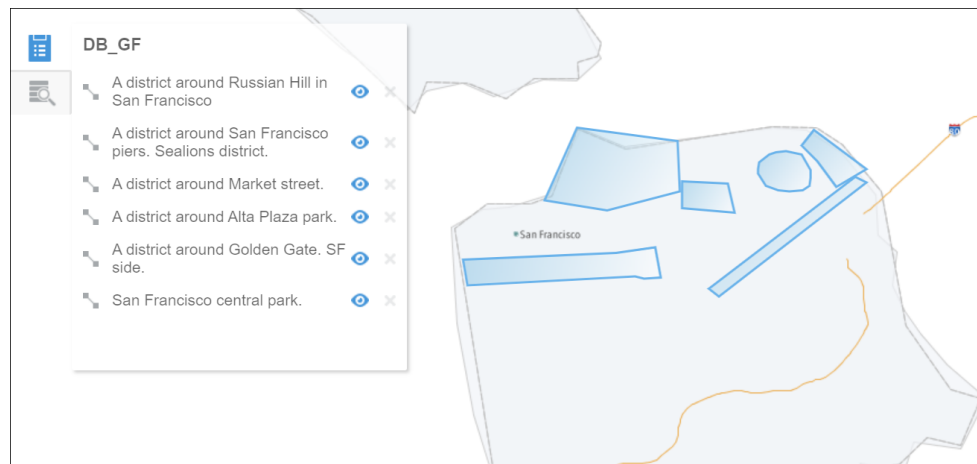 DB_GF
A district around Russian Hill in
San Francisco
A district around San Francisco
piers. Sealions district.
A district around Market street.
A district around Alta Plaza park.
A district around Golden Gate. SF
side.
San Francisco central park.
San Francisco
80